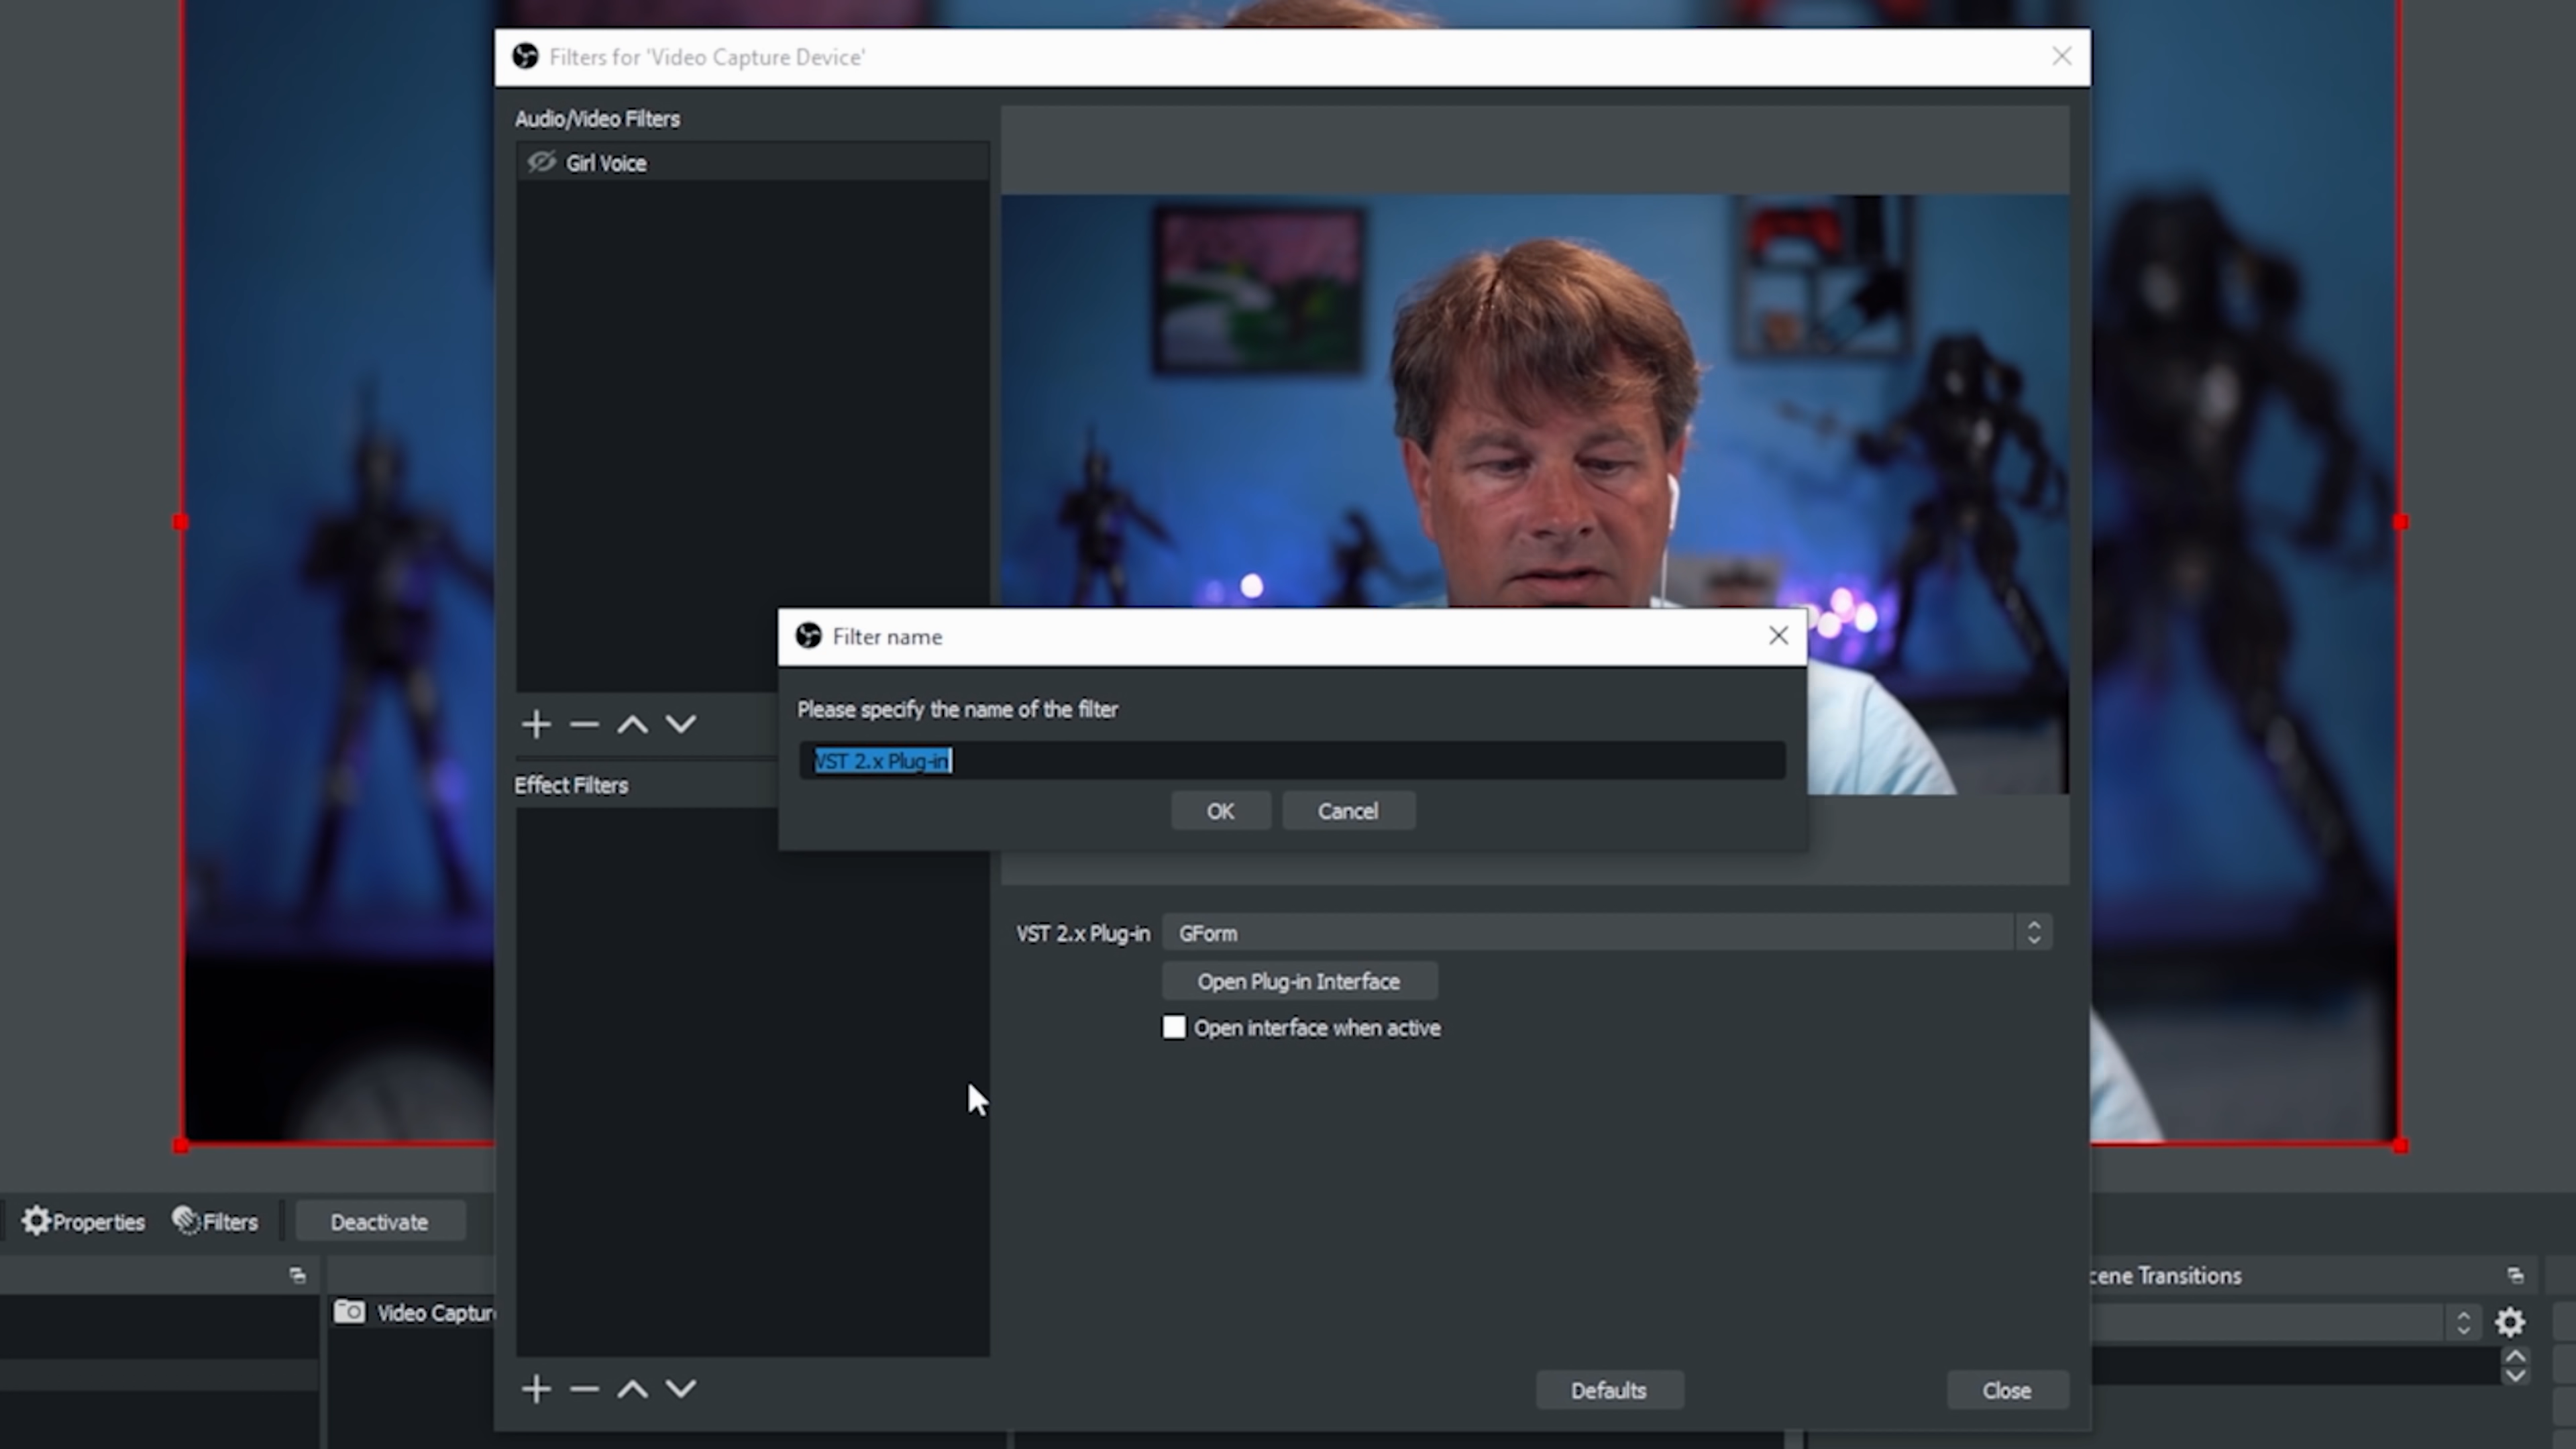 Filters for 'Video Capture Device'
Audio/Video Filters
Girl Voice
Filter name
Please specify the name of the filter
VST 2.x Plug-in
OK
Cancel
Effect Filters
VST 2.x Plug-in
GForm
Open Plug-in Interface
Open interface when active
Properties
Filters
Deactivate
cene Transitions
Video Captur
Defaults
Close